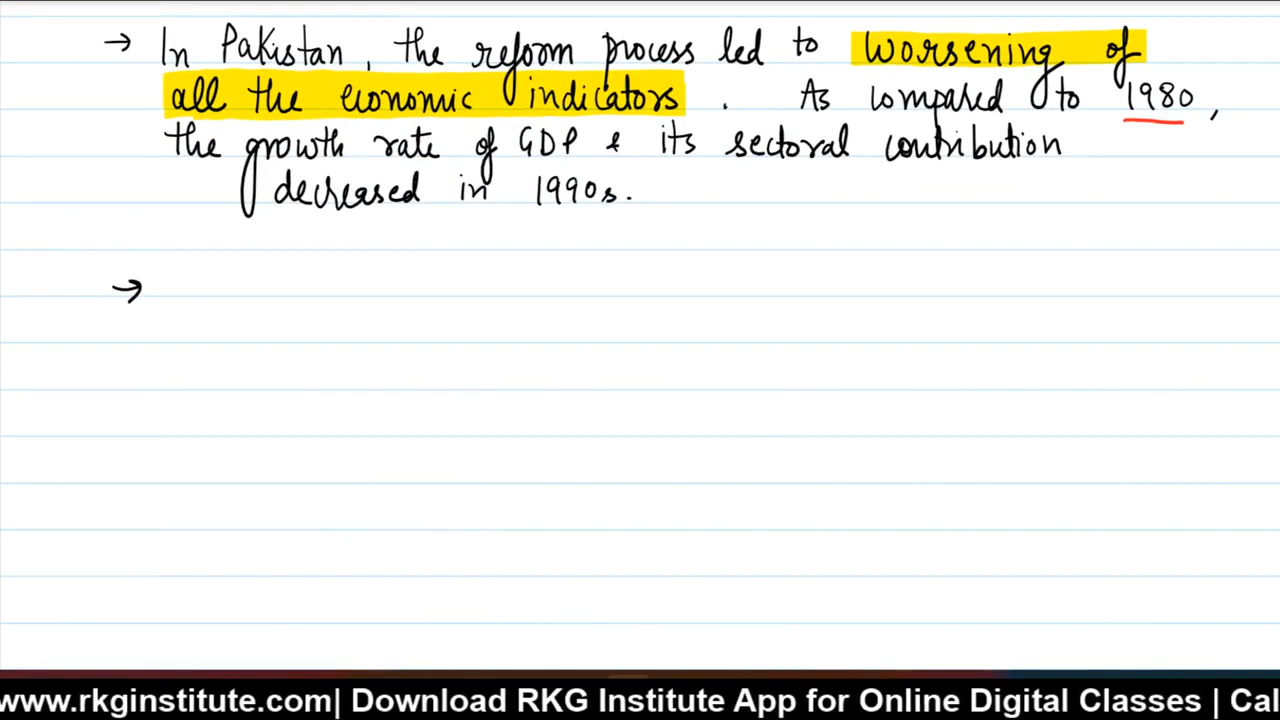 → In Pakistan, the reform process led to worsening of
all the economic indicators. As compared to 1980,
the growth rate of GDP & its sectoral contribution
decreased in 1990s.
→
www.rkginstitute.com| Download RKG Institute App for Online Digital Classes | Cal